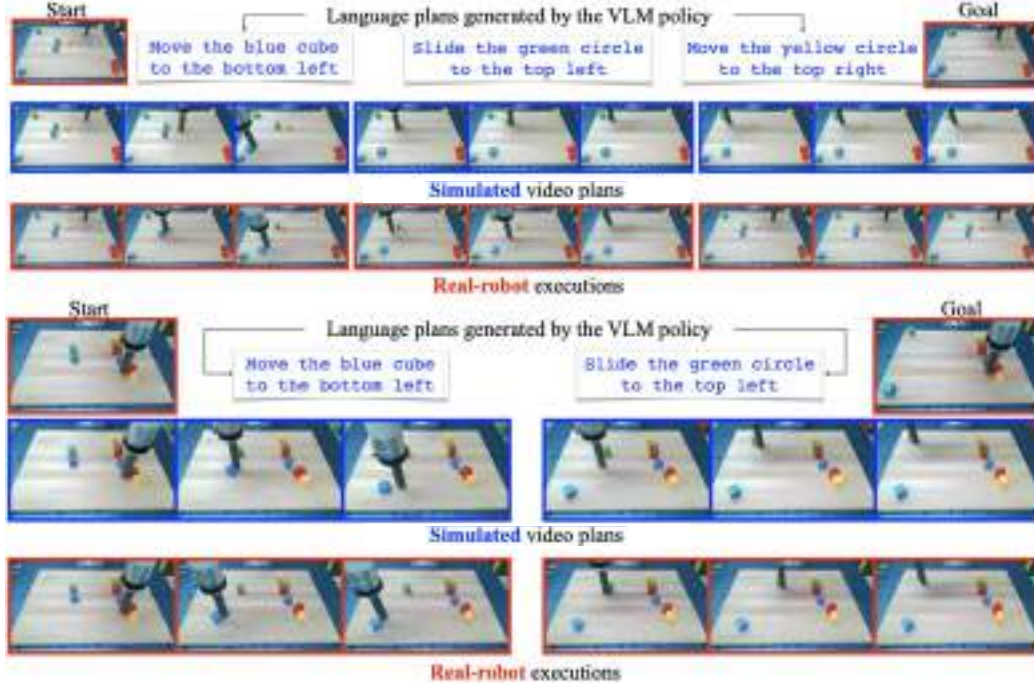 Start
Language plans generated by the VLM policy
Goal
Move the blue cube
to the bottom left
Slide the green circle
to the top left
Move the yellow circle
to the top right
Simulated video plans
Real-robot executions
Start
Language plans generated by the VLM policy
Goal
Move the blue cube
to the bottom left
Slide the green circle
to the top left
Simulated video plans
Real-robot executions